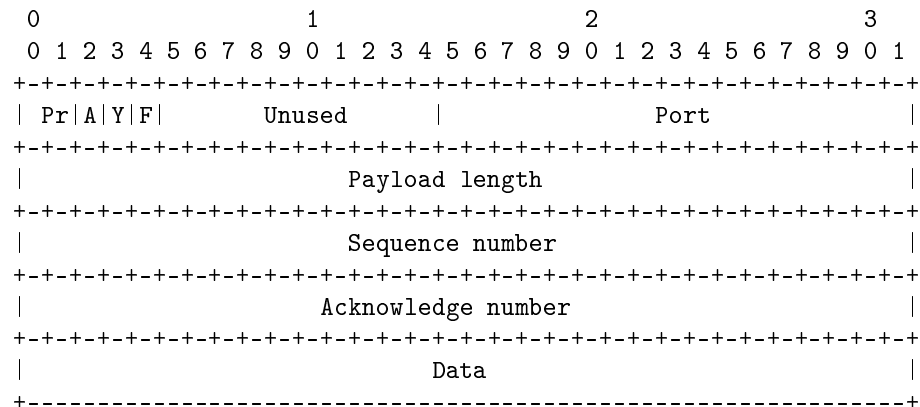 0                   1                   2                   3
  0 1 2 3 4 5 6 7 8 9 0 1 2 3 4 5 6 7 8 9 0 1 2 3 4 5 6 7 8 9 0 1
+-+-+-+-+-+-+-+-+-+-+-+-+-+-+-+-+-+-+-+-+-+-+-+-+-+-+-+-+-+-+-+-+
| Pr|A|Y|F|       Unused      |               Port              |
+-+-+-+-+-+-+-+-+-+-+-+-+-+-+-+-+-+-+-+-+-+-+-+-+-+-+-+-+-+-+-+-+
|                       Payload length                          |
+-+-+-+-+-+-+-+-+-+-+-+-+-+-+-+-+-+-+-+-+-+-+-+-+-+-+-+-+-+-+-+-+
|                       Sequence number                         |
+-+-+-+-+-+-+-+-+-+-+-+-+-+-+-+-+-+-+-+-+-+-+-+-+-+-+-+-+-+-+-+-+
|                     Acknowledge number                        |
+-+-+-+-+-+-+-+-+-+-+-+-+-+-+-+-+-+-+-+-+-+-+-+-+-+-+-+-+-+-+-+-+
|                             Data                              |
+---------------------------------------------------------------+